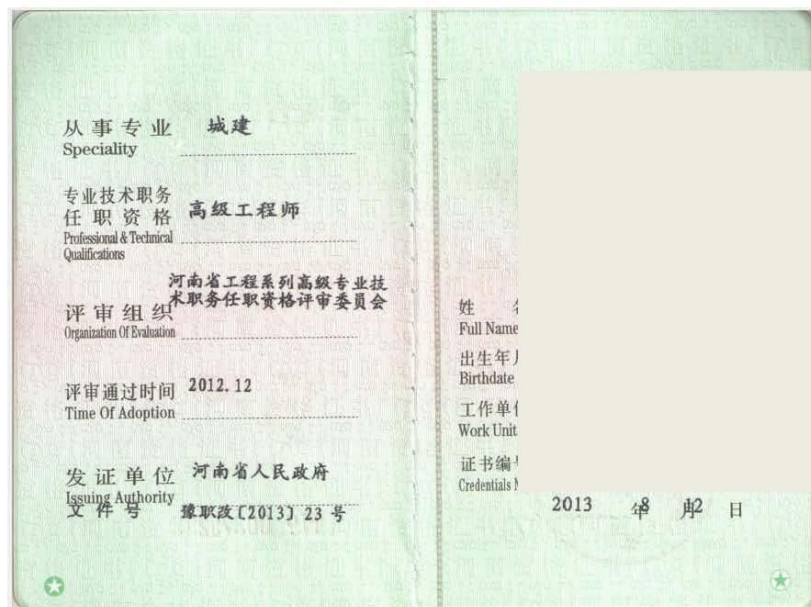 从事专业 城建
Speciality
专业技术职务
任职资格 高级工程师
Professional & Technical
Qualifications
河南省工程系列高级专业技
术职务任职资格评审委员会
评审组织
Organization Of Evaluation
评审通过时间 2012.12
Time Of Adoption
发证单位 河南省人民政府
Issuing Authority
文件号 豫职改〔2013〕23号
姓
Full Name
出生年
Birthdate
工作单
Work Unit
证书编
Credentials
2013 年 8 月 12 日